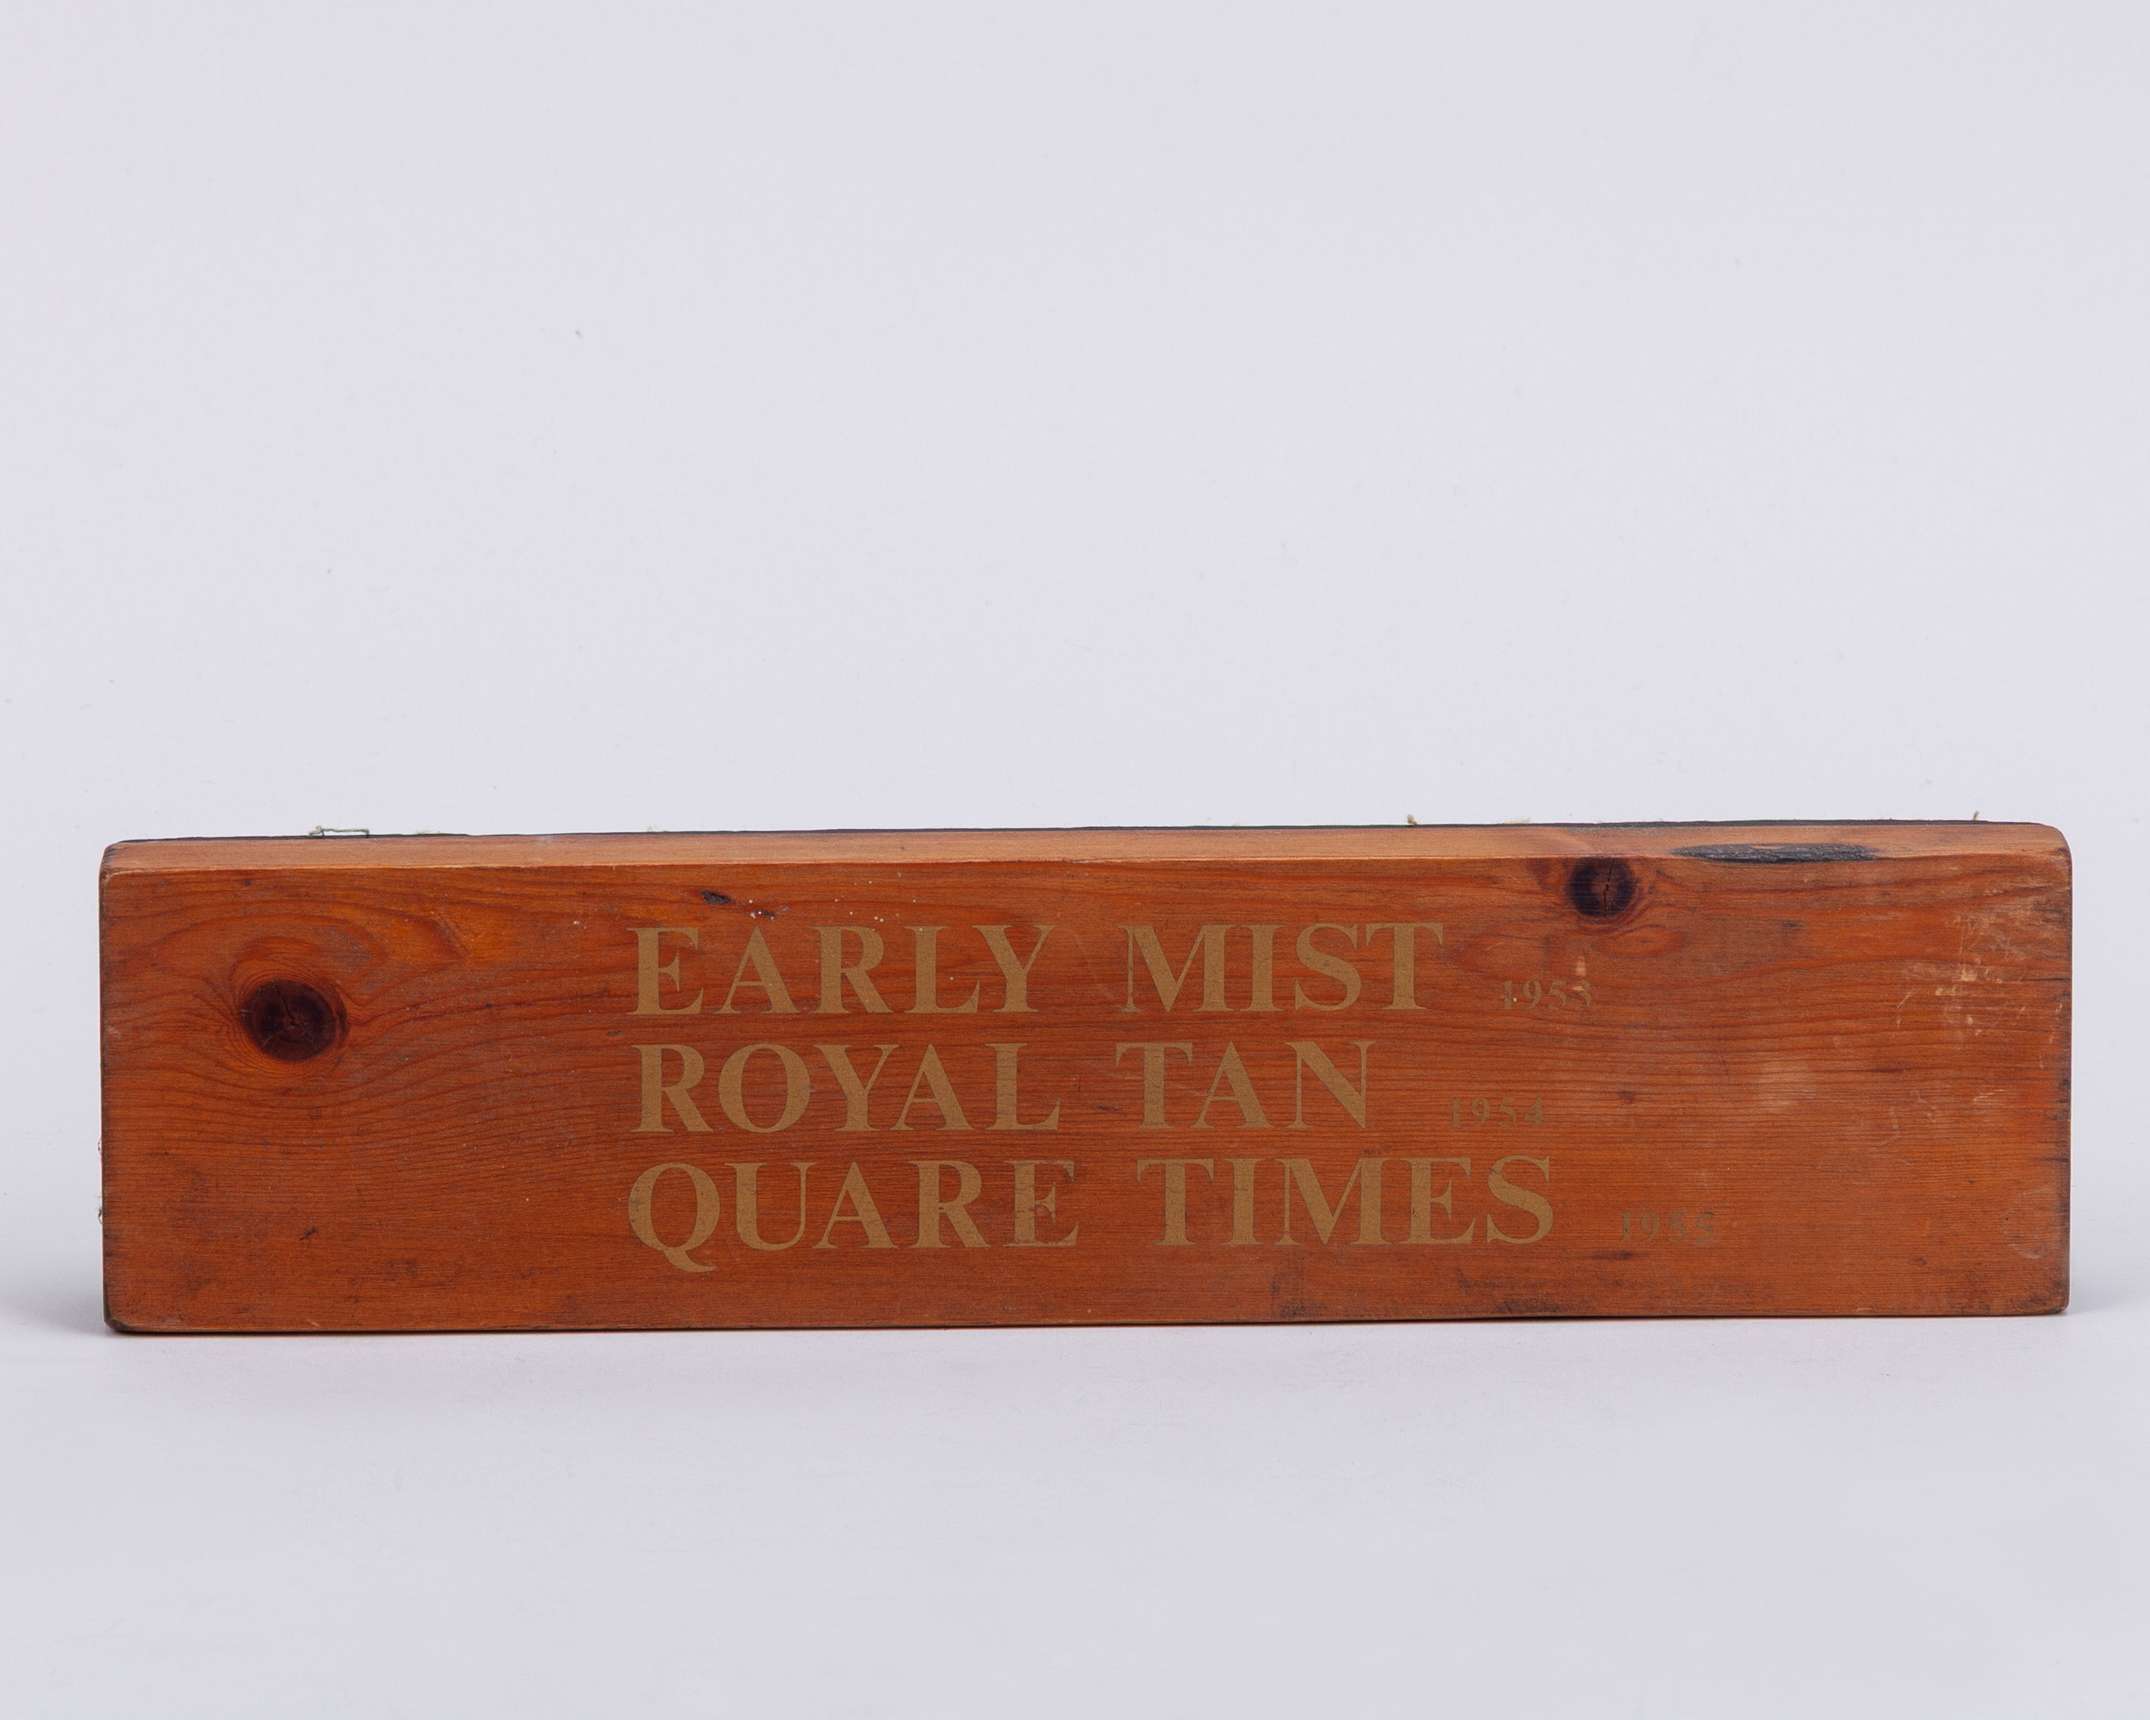 EARLY MIST 1953
ROYAL TAN 1954
QUARE TIMES 1955